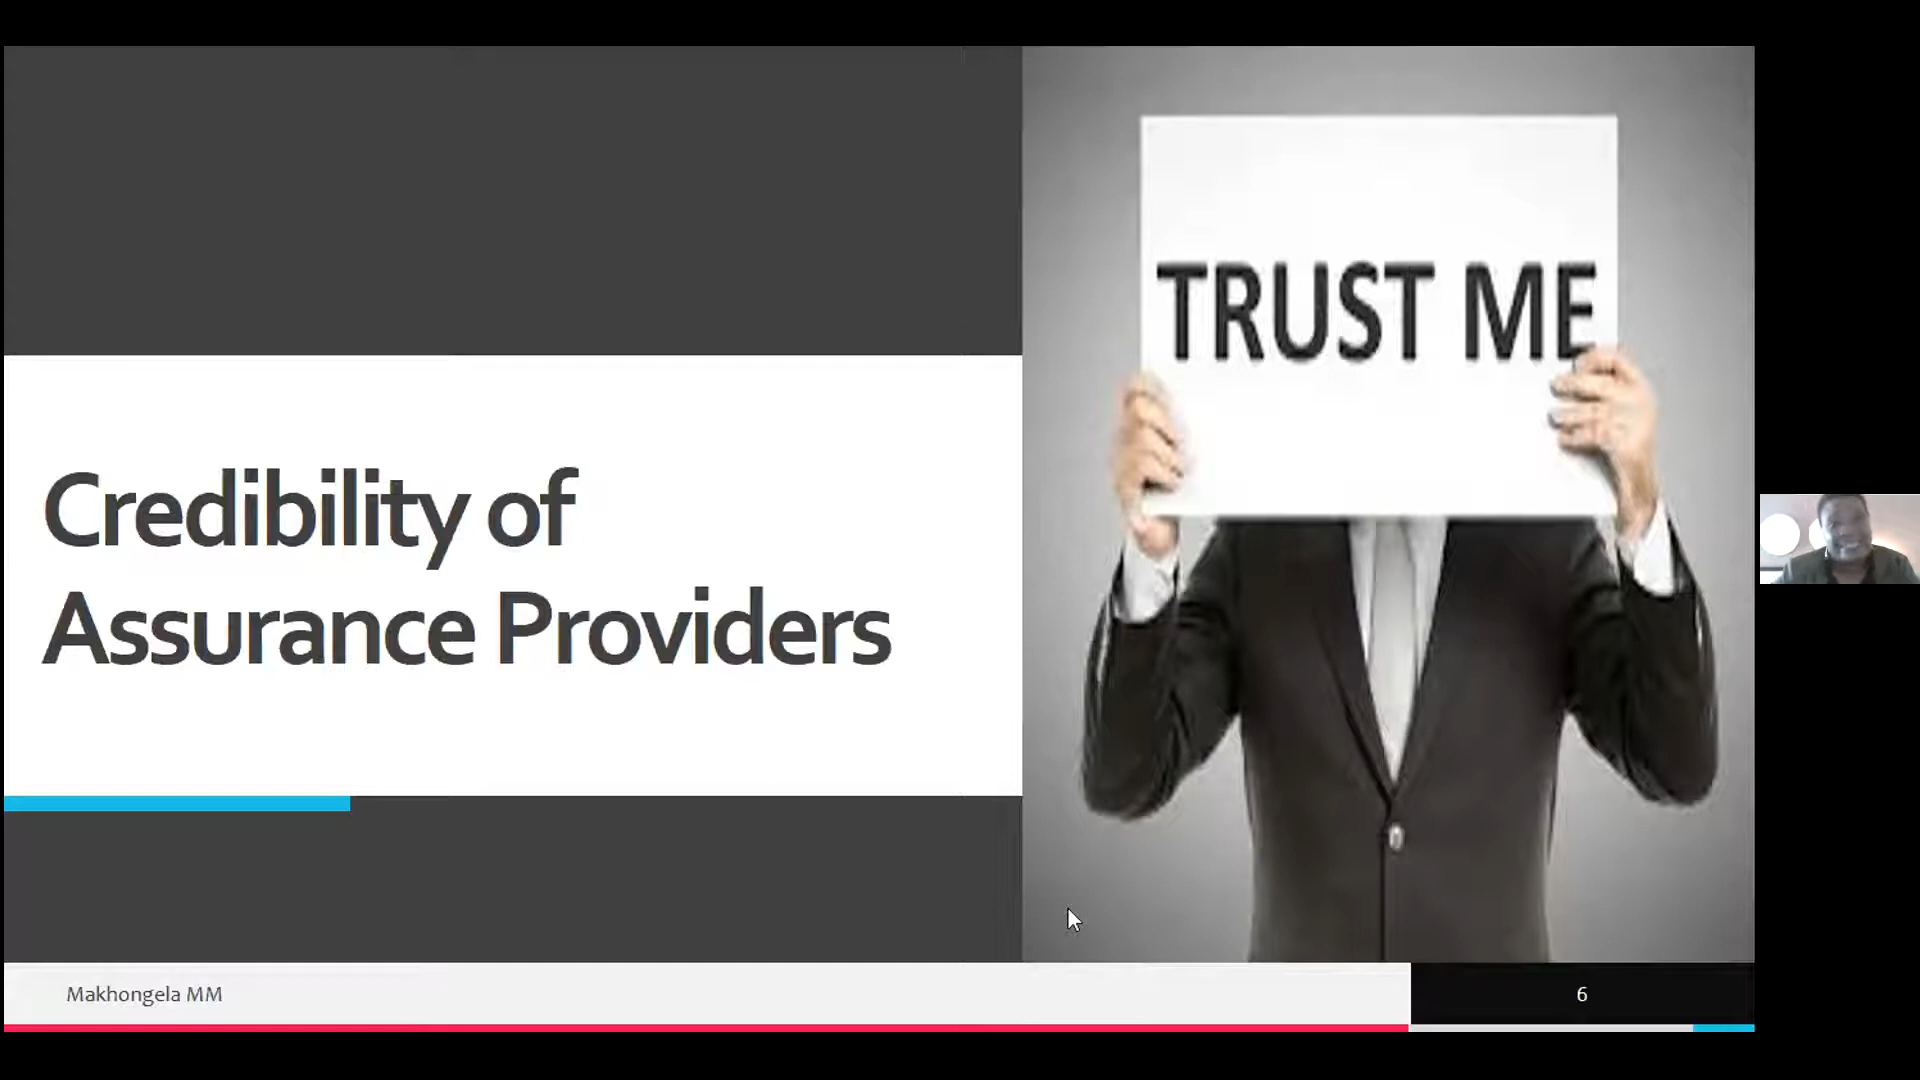 TRUST ME
Credibility of
Assurance Providers
Makhongela MM
6